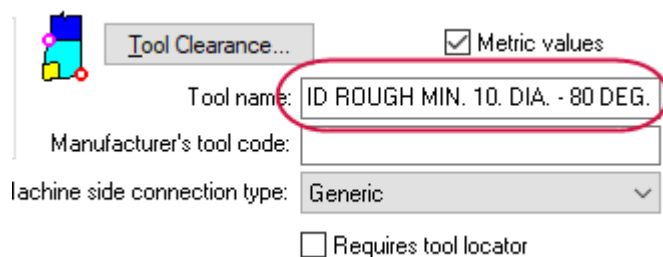 Tool Clearance...
Metric values
Tool name: ID ROUGH MIN. 10. DIA. - 80 DEG.
Manufacturer's tool code:
lachine side connection type: Generic
Requires tool locator